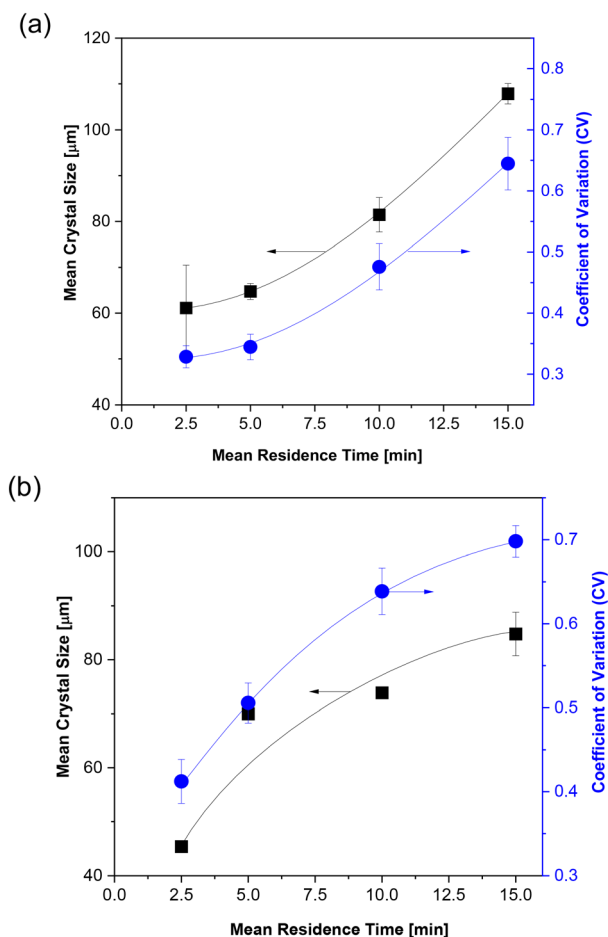 (a)
120
100
80
60
40
Mean Crystal Size [µm]
0.8
0.7
0.6
0.5
0.4
0.3
Coefficient of Variation (CV)
0.0 2.5 5.0 7.5 10.0 12.5 15.0
Mean Residence Time [min]
(b)
100
80
60
40
Mean Crystal Size [µm]
0.7
0.6
0.5
0.4
0.3
Coefficient of Variation (CV)
0.0 2.5 5.0 7.5 10.0 12.5 15.0
Mean Residence Time [min]